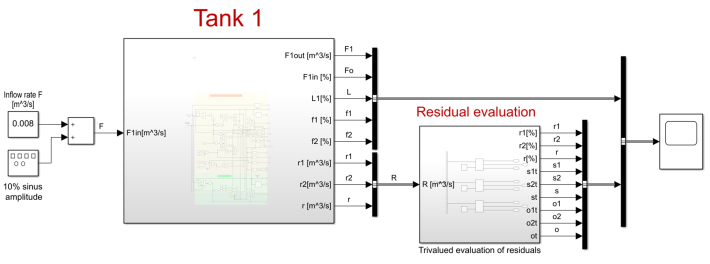 Tank 1
Inflow rate F
[m^3/s]
0.008
+
+
F
10% sinus
amplitude
F1in[m^3/s]
F1out [m^3/s]
F1in [%]
L1[%]
f1 [%]
f2 [%]
r1 [m^3/s]
r2[m^3/s]
r [m^3/s]
F1
Fo
L
f1
f2
r1
r2
r
R
Residual evaluation
R [m^3/s]
r1[%]
r2[%]
r[%]
s1t
s2t
st
o1t
o2t
ot
r1
r2
r
s1
s2
s
o1
o2
o
Trivalued evaluation of residuals